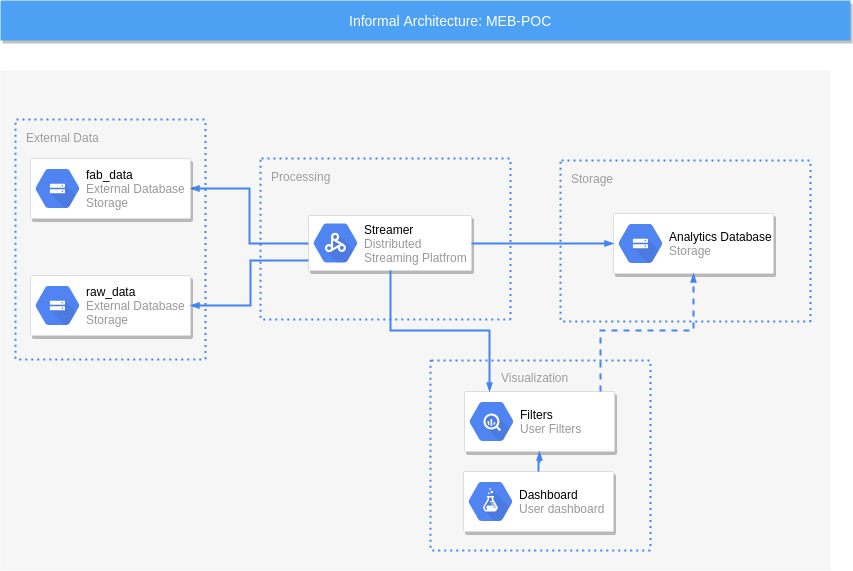 Informal Architecture: MEB-POC
External Data
fab_data
External Database
Storage
raw_data
External Database
Storage
Processing
Streamer
Distributed
Streaming Platfrom
Storage
Analytics Database
Storage
Visualization
Filters
User Filters
Dashboard
User dashboard